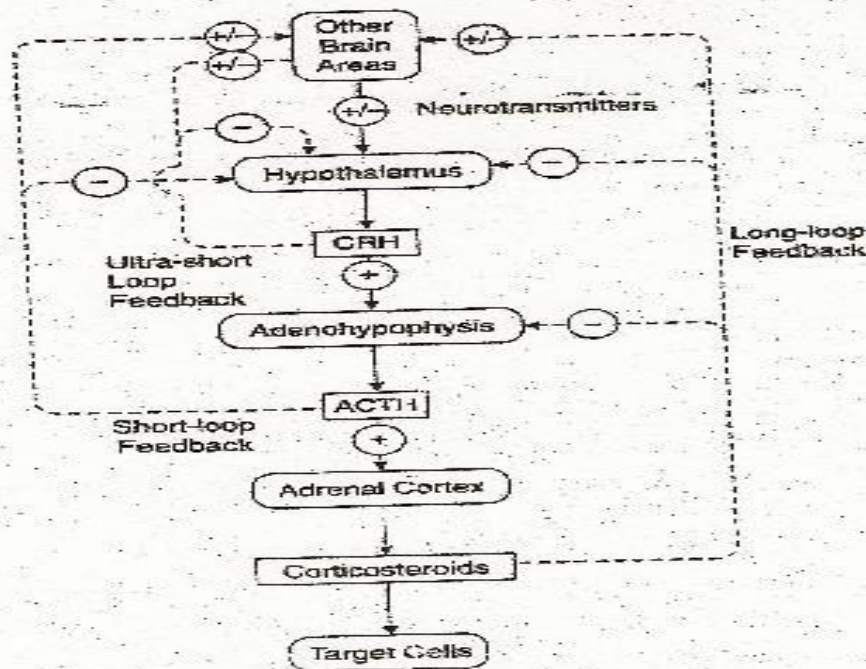 +/-
Other
Brain
Areas
+/-
+/-
+/-
Neurotransmitters
-
-
Hypothalamus
-
CRH
Ultra-short
Loop
Feedback
+
Long-loop
Feedback
Adenohypophysis
-
ACTH
Short-loop
Feedback
+
Adrenal Cortex
Corticosteroids
Target Cells